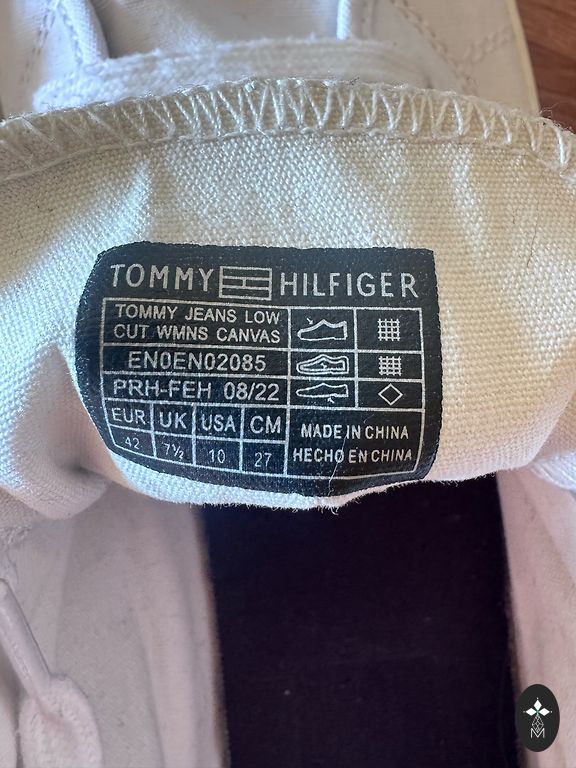 TOMMY HILFIGER
TOMMY JEANS LOW
CUT WMNS CANVAS
EN0EN02085
PRH-FEH 08/22
EUR UK USA CM
42 7½ 10 27
MADE IN CHINA
HECHO EN CHINA
M